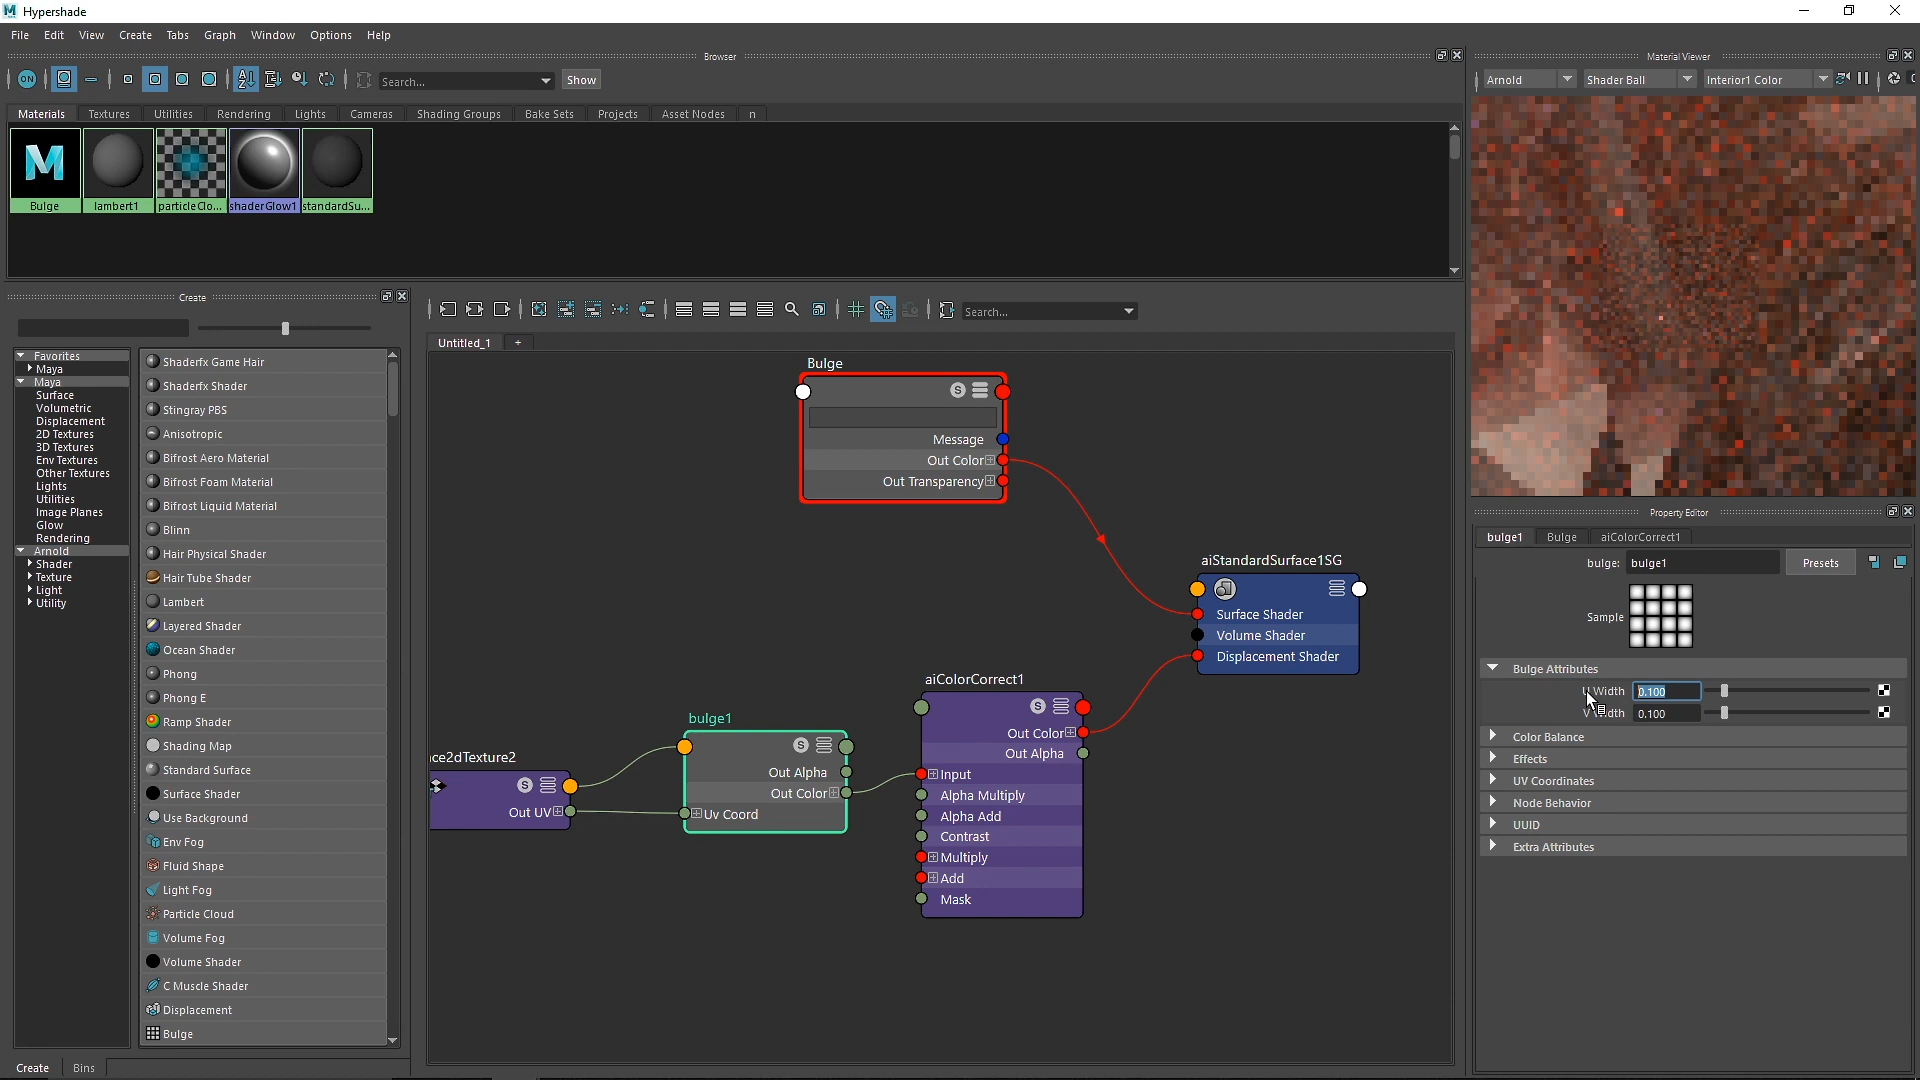 Hypershade
File Edit View Create Tabs Graph Window Options Help
Browser
Material Viewer
ON
Search...
Show
Arnold
Shader Ball
Interior1 Color
Materials Textures Utilities Rendering Lights Cameras Shading Groups Bake Sets Projects Asset Nodes n
Bulge lambert1 particleClo... shaderGlow1 standardSu...
Create
Search...
Untitled_1 +
Favorites
Maya
Maya
Surface
Volumetric
Displacement
2D Textures
3D Textures
Env Textures
Other Textures
Lights
Utilities
Image Planes
Glow
Rendering
Arnold
Shader
Texture
Light
Utility
Shaderfx Game Hair
Shaderfx Shader
Stingray PBS
Anisotropic
Bifrost Aero Material
Bifrost Foam Material
Bifrost Liquid Material
Blinn
Hair Physical Shader
Hair Tube Shader
Lambert
Layered Shader
Ocean Shader
Phong
Phong E
Ramp Shader
Shading Map
Standard Surface
Surface Shader
Use Background
Env Fog
Fluid Shape
Light Fog
Particle Cloud
Volume Fog
Volume Shader
C Muscle Shader
Displacement
Bulge
Create Bins
Bulge
S
Message
Out Color
Out Transparency
aiStandardSurface1SG
Surface Shader
Volume Shader
Displacement Shader
aiColorCorrect1
S
Out Color
Out Alpha
Input
Alpha Multiply
Alpha Add
Contrast
Multiply
Add
Mask
bulge1
S
Out Alpha
Out Color
Uv Coord
ce2dTexture2
S
Out UV
Property Editor
bulge1 Bulge aiColorCorrect1
bulge: bulge1
Presets
Sample
Bulge Attributes
U Width 0.100
V Width 0.100
Color Balance
Effects
UV Coordinates
Node Behavior
UUID
Extra Attributes